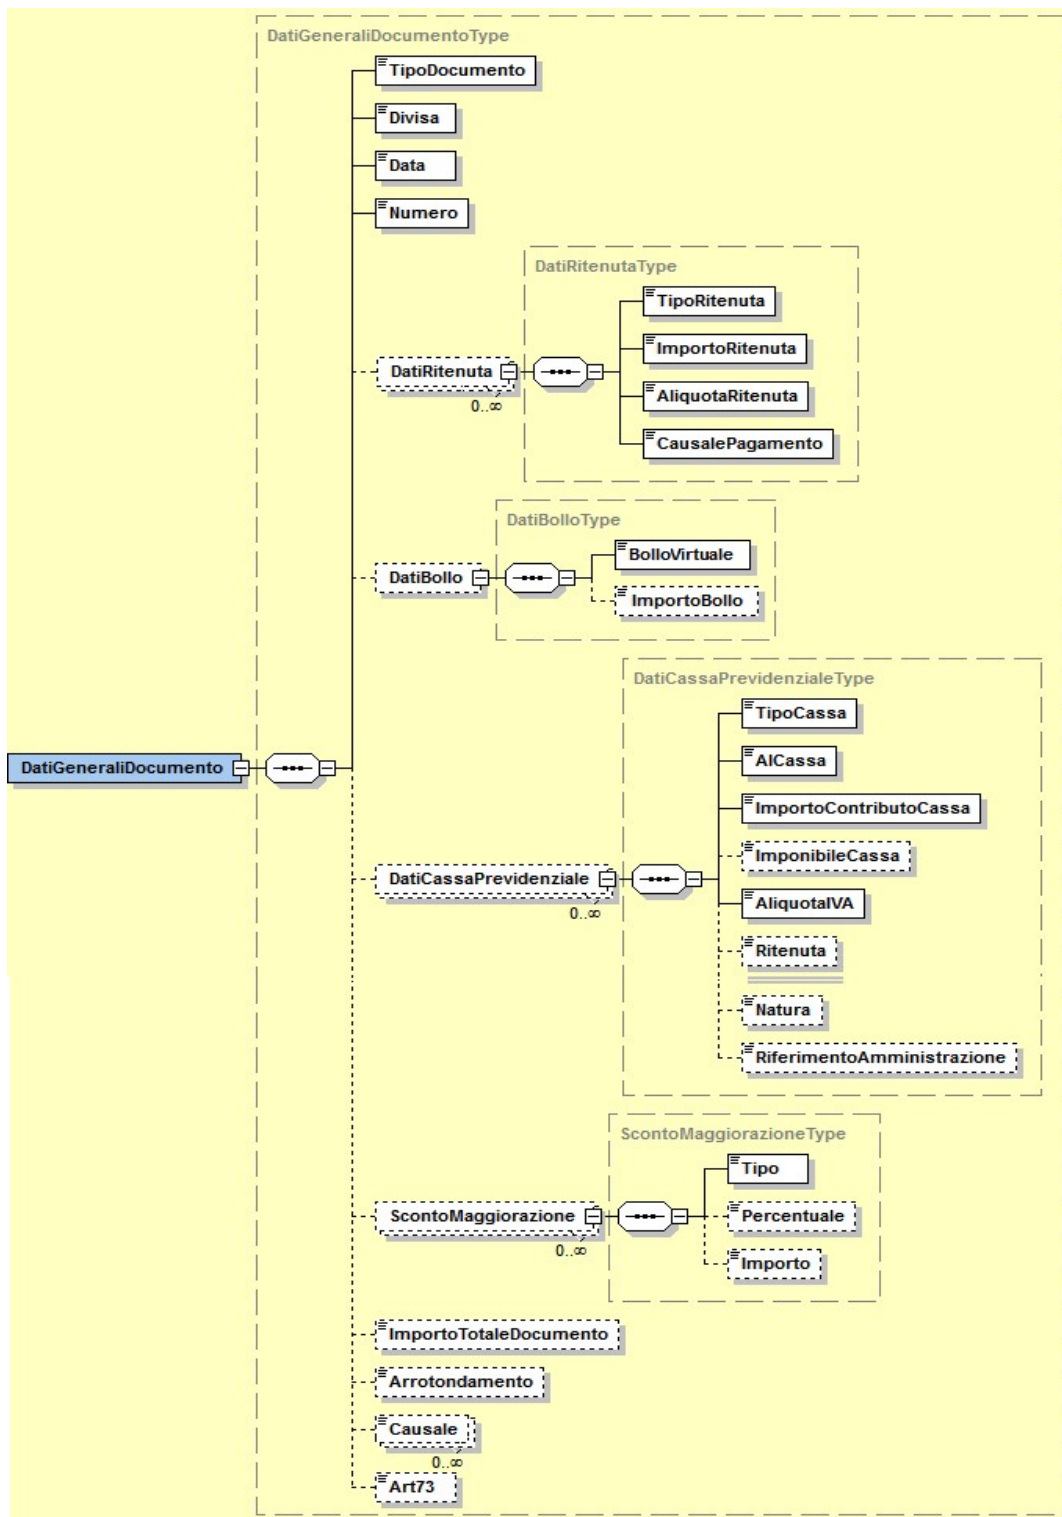 DatiGeneraliDocumentoType
TipoDocumento
Divisa
Data
Numero
DatiRitenutaType
TipoRitenuta
ImportoRitenuta
DatiRitenuta
0..∞
AliquotaRitenuta
CausalePagamento
DatiBolloType
BolloVirtuale
DatiBollo
ImportoBollo
DatiCassaPrevidenzialeType
TipoCassa
AlCassa
DatiGeneraliDocumento
ImportoContributoCassa
ImponibileCassa
DatiCassaPrevidenziale
0..∞
AliquotaIVA
Ritenuta
Natura
RiferimentoAmministrazione
ScontoMaggiorazioneType
Tipo
ScontoMaggiorazione
0..∞
Percentuale
Importo
ImportoTotaleDocumento
Arrotondamento
Causale
0..∞
Art73